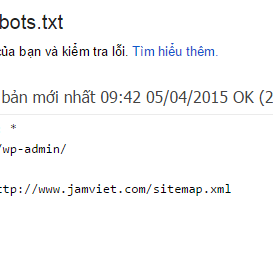 bots.txt
của bạn và kiểm tra lỗi. Tìm hiểu thêm.
bản mới nhất 09:42 05/04/2015 OK (2
*
/wp-admin/
ttp://www.jamviet.com/sitemap.xml